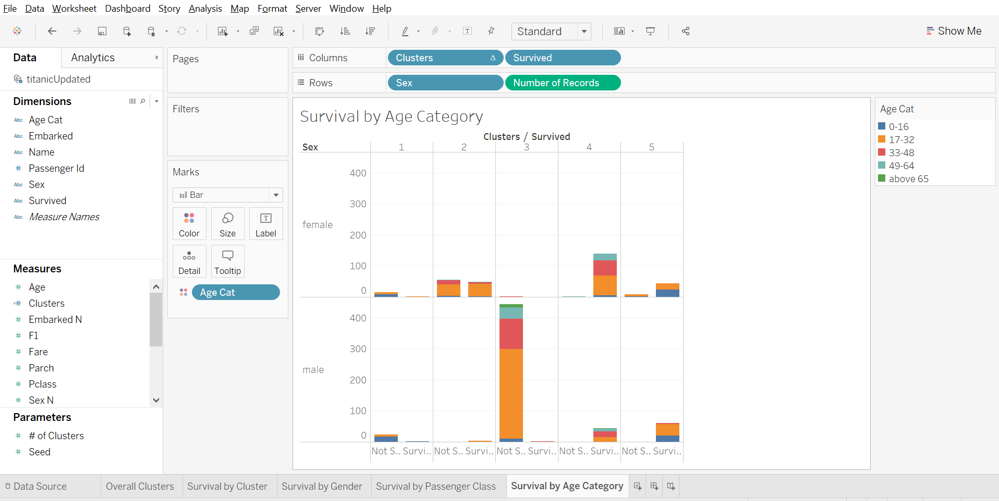 File Data Worksheet Dashboard Story Analysis Map Format Server Window Help
Standard
Show Me
Data Analytics
titanicUpdated
Dimensions
Abc Age Cat
Abc Embarked
Abc Name
# Passenger Id
Abc Sex
Abc Survived
Abc Measure Names
Measures
# Age
# Clusters
# Embarked N
# F1
# Fare
# Parch
# Pclass
# Sex N
Parameters
# # of Clusters
# Seed
Pages
Filters
Marks
Bar
Color Size Label
Detail Tooltip
Age Cat
Columns Clusters Survived
Rows Sex Number of Records
Survival by Age Category
Clusters / Survived
Sex 1 2 3 4 5
400
300
200
100
0
female
400
300
200
100
0
male
Not S.. Survi.. Not S.. Survi.. Not S.. Survi.. Not S.. Survi.. Not S.. Survi..
Age Cat
0-16
17-32
33-48
49-64
above 65
Data Source Overall Clusters Survival by Cluster Survival by Gender Survival by Passenger Class Survival by Age Category